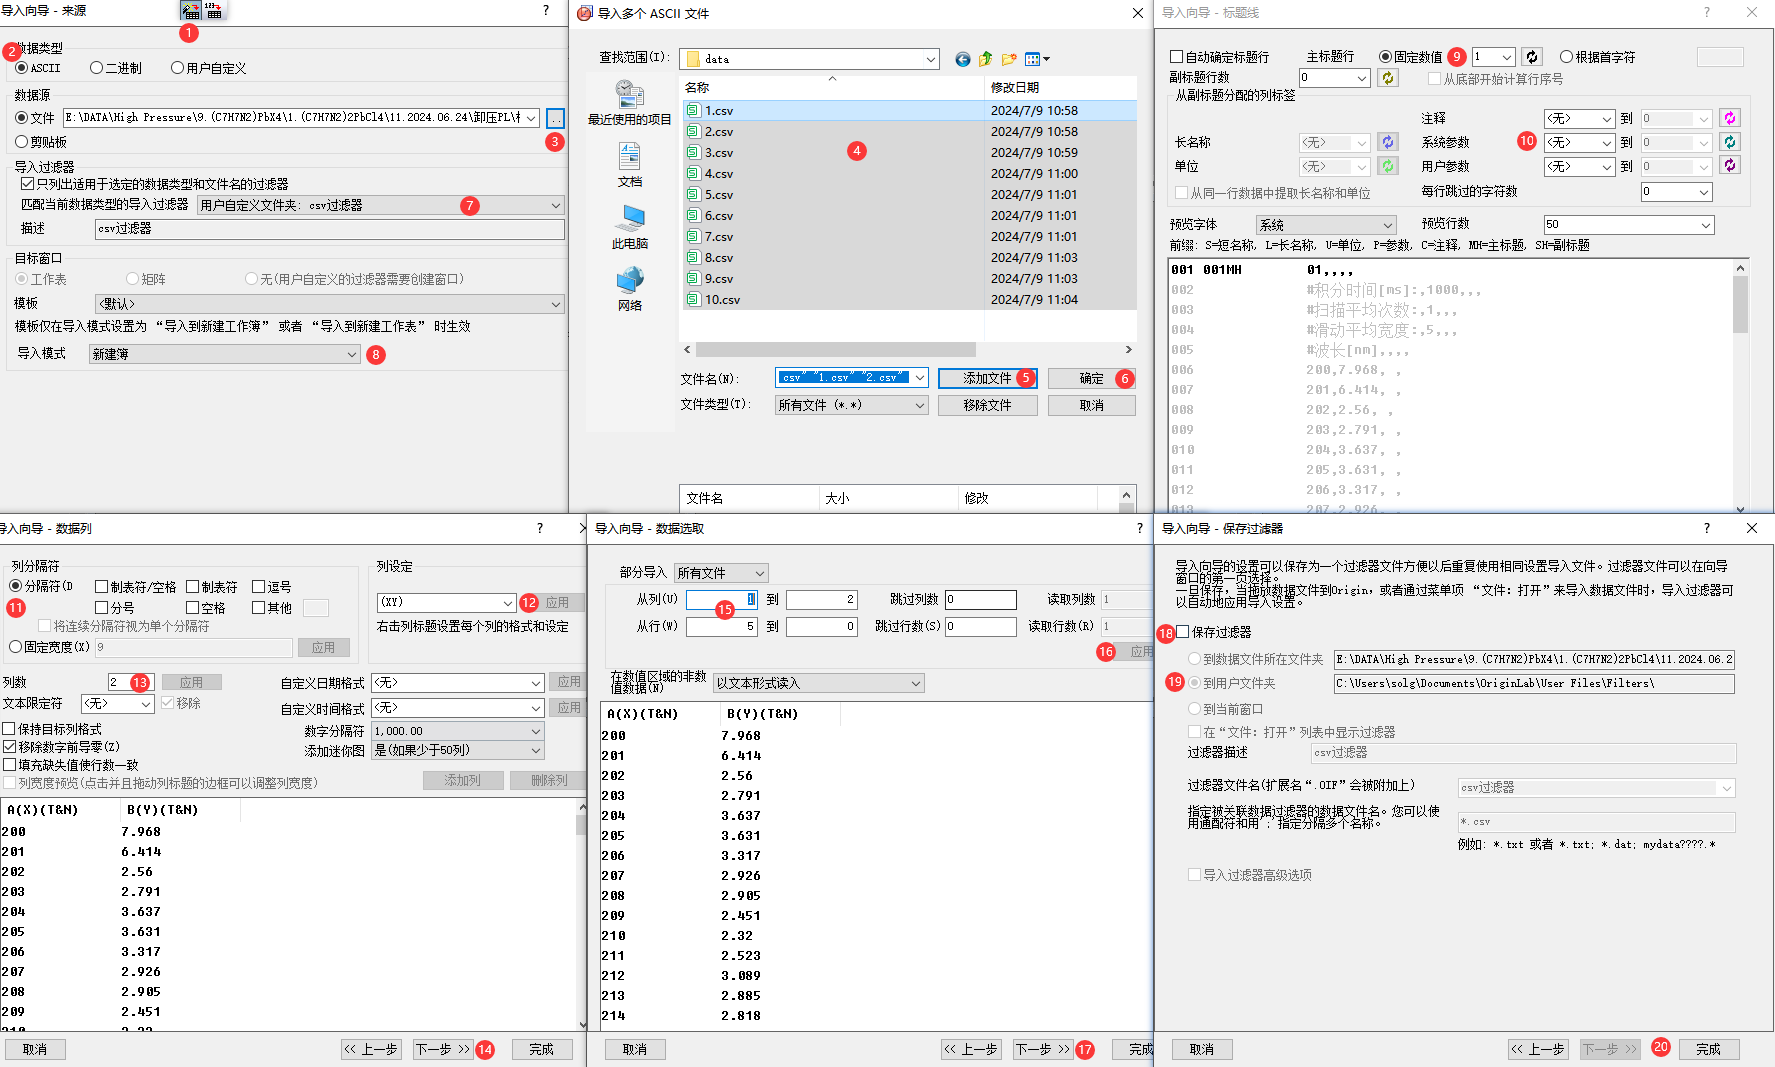 导入向导 - 来源
?
1
2
数据类型
ASCII
二进制
用户自定义
数据源
文件
E:\DATA\High Pressure\9.(C7H7N2)PbX4\1.(C7H7N2)2PbCl4\11.2024.06.24\卸压PL\
..
3
剪贴板
导入过滤器
只列出适用于选定的数据类型和文件名的过滤器
匹配当前数据类型的导入过滤器
用户自定义文件夹: csv过滤器
7
描述
csv过滤器
目标窗口
工作表
矩阵
无(用户自定义的过滤器需要创建窗口)
模板
<默认>
模板仅在导入模式设置为 “导入到新建工作簿” 或者 “导入到新建工作表” 时生效
导入模式
新建簿
8
导入多个 ASCII 文件
查找范围(I):
data
名称
修改日期
最近使用的项目
文档
此电脑
网络
1.csv 2024/7/9 10:58
2.csv 2024/7/9 10:58
3.csv 2024/7/9 10:59
4
4.csv 2024/7/9 11:00
5.csv 2024/7/9 11:01
6.csv 2024/7/9 11:01
7.csv 2024/7/9 11:01
8.csv 2024/7/9 11:03
9.csv 2024/7/9 11:03
10.csv 2024/7/9 11:04
文件名(N):
csv" "1.csv" "2.csv"
添加文件
5
确定
6
文件类型(T):
所有文件 (*.*)
移除文件
取消
文件名
大小
修改
导入向导 - 标题线
?
自动确定标题行
主标题行
固定数值
9
1
根据首字符
副标题行数
0
从底部开始计算行序号
从副标题分配的列标签
注释
<无>
到
0
长名称
<无>
系统参数
10
<无>
到
0
单位
<无>
用户参数
<无>
到
0
从同一行数据中提取长名称和单位
每行跳过的字符数
0
预览字体
系统
预览行数
50
前缀: S=短名称, L=长名称, U=单位, P=参数, C=注释, MH=主标题, SH=副标题
001 001MH 01,,,,
002 #积分时间[ms]:,1000,,,
003 #扫描平均次数:,1,,,
004 #滑动平均宽度:,5,,,
005 #波长[nm],,,,
006 200,7.968, ,
007 201,6.414, ,
008 202,2.56, ,
009 203,2.791, ,
010 204,3.637, ,
011 205,3.631, ,
012 206,3.317, ,
013 207,2.926, ,
导入向导 - 数据列
?
列分隔符
分隔符(D
制表符/空格
制表符
逗号
11
分号
空格
其他
将连续分隔符视为单个分隔符
固定宽度(X)
9
应用
列设定
(XY)
12
应用
右击列标题设置每个列的格式和设定
列数
2
13
应用
自定义日期格式
<无>
应用
文本限定符
<无>
移除
自定义时间格式
<无>
应用
保持目标列格式
数字分隔符
1,000.00
移除数字前导零(Z)
添加迷你图
是(如果少于50列)
填充缺失值使行数一致
列宽度预览(点击并且拖动列标题的边框可以调整列宽度)
添加列
删除列
A(X)(T&N) B(Y)(T&N)
200 7.968
201 6.414
202 2.56
203 2.791
204 3.637
205 3.631
206 3.317
207 2.926
208 2.905
209 2.451
210 2.32
取消
<< 上一步
下一步 >>
14
完成
导入向导 - 数据选取
?
部分导入
所有文件
从列(U)
1
到
2
跳过列数
0
读取列数
1
15
从行(W)
5
到
0
跳过行数(S)
0
读取行数(R)
1
16
应用
在数值区域的非数
值数据(N)
以文本形式读入
A(X)(T&N) B(Y)(T&N)
200 7.968
201 6.414
202 2.56
203 2.791
204 3.637
205 3.631
206 3.317
207 2.926
208 2.905
209 2.451
210 2.32
211 2.523
212 3.089
213 2.885
214 2.818
取消
<< 上一步
下一步 >>
17
完成
导入向导 - 保存过滤器
?
导入向导的设置可以保存为一个过滤器文件方便以后重复使用相同设置导入文件。过滤器文件可以在向导
窗口的第一页选择。
一旦保存，当拖放数据文件到Origin，或者通过菜单项 “文件: 打开”来导入数据文件时，导入过滤器可
以自动地应用导入设置。
18
保存过滤器
到数据文件所在文件夹
E:\DATA\High Pressure\9.(C7H7N2)PbX4\1.(C7H7N2)2PbCl4\11.2024.06.2
19
到用户文件夹
C:\Users\solg\Documents\OriginLab\User Files\Filters\
到当前窗口
在“文件: 打开”列表中显示过滤器
过滤器描述
csv过滤器
过滤器文件名(扩展名“.OIF”会被附加上)
csv过滤器
指定被关联数据过滤器的数据文件名。您可以使
用通配符和用‘;’指定分隔多个名称。
*.csv
例如: *.txt 或者 *.txt; *.dat; mydata????.*
导入过滤器高级选项
取消
<< 上一步
下一步 >>
20
完成